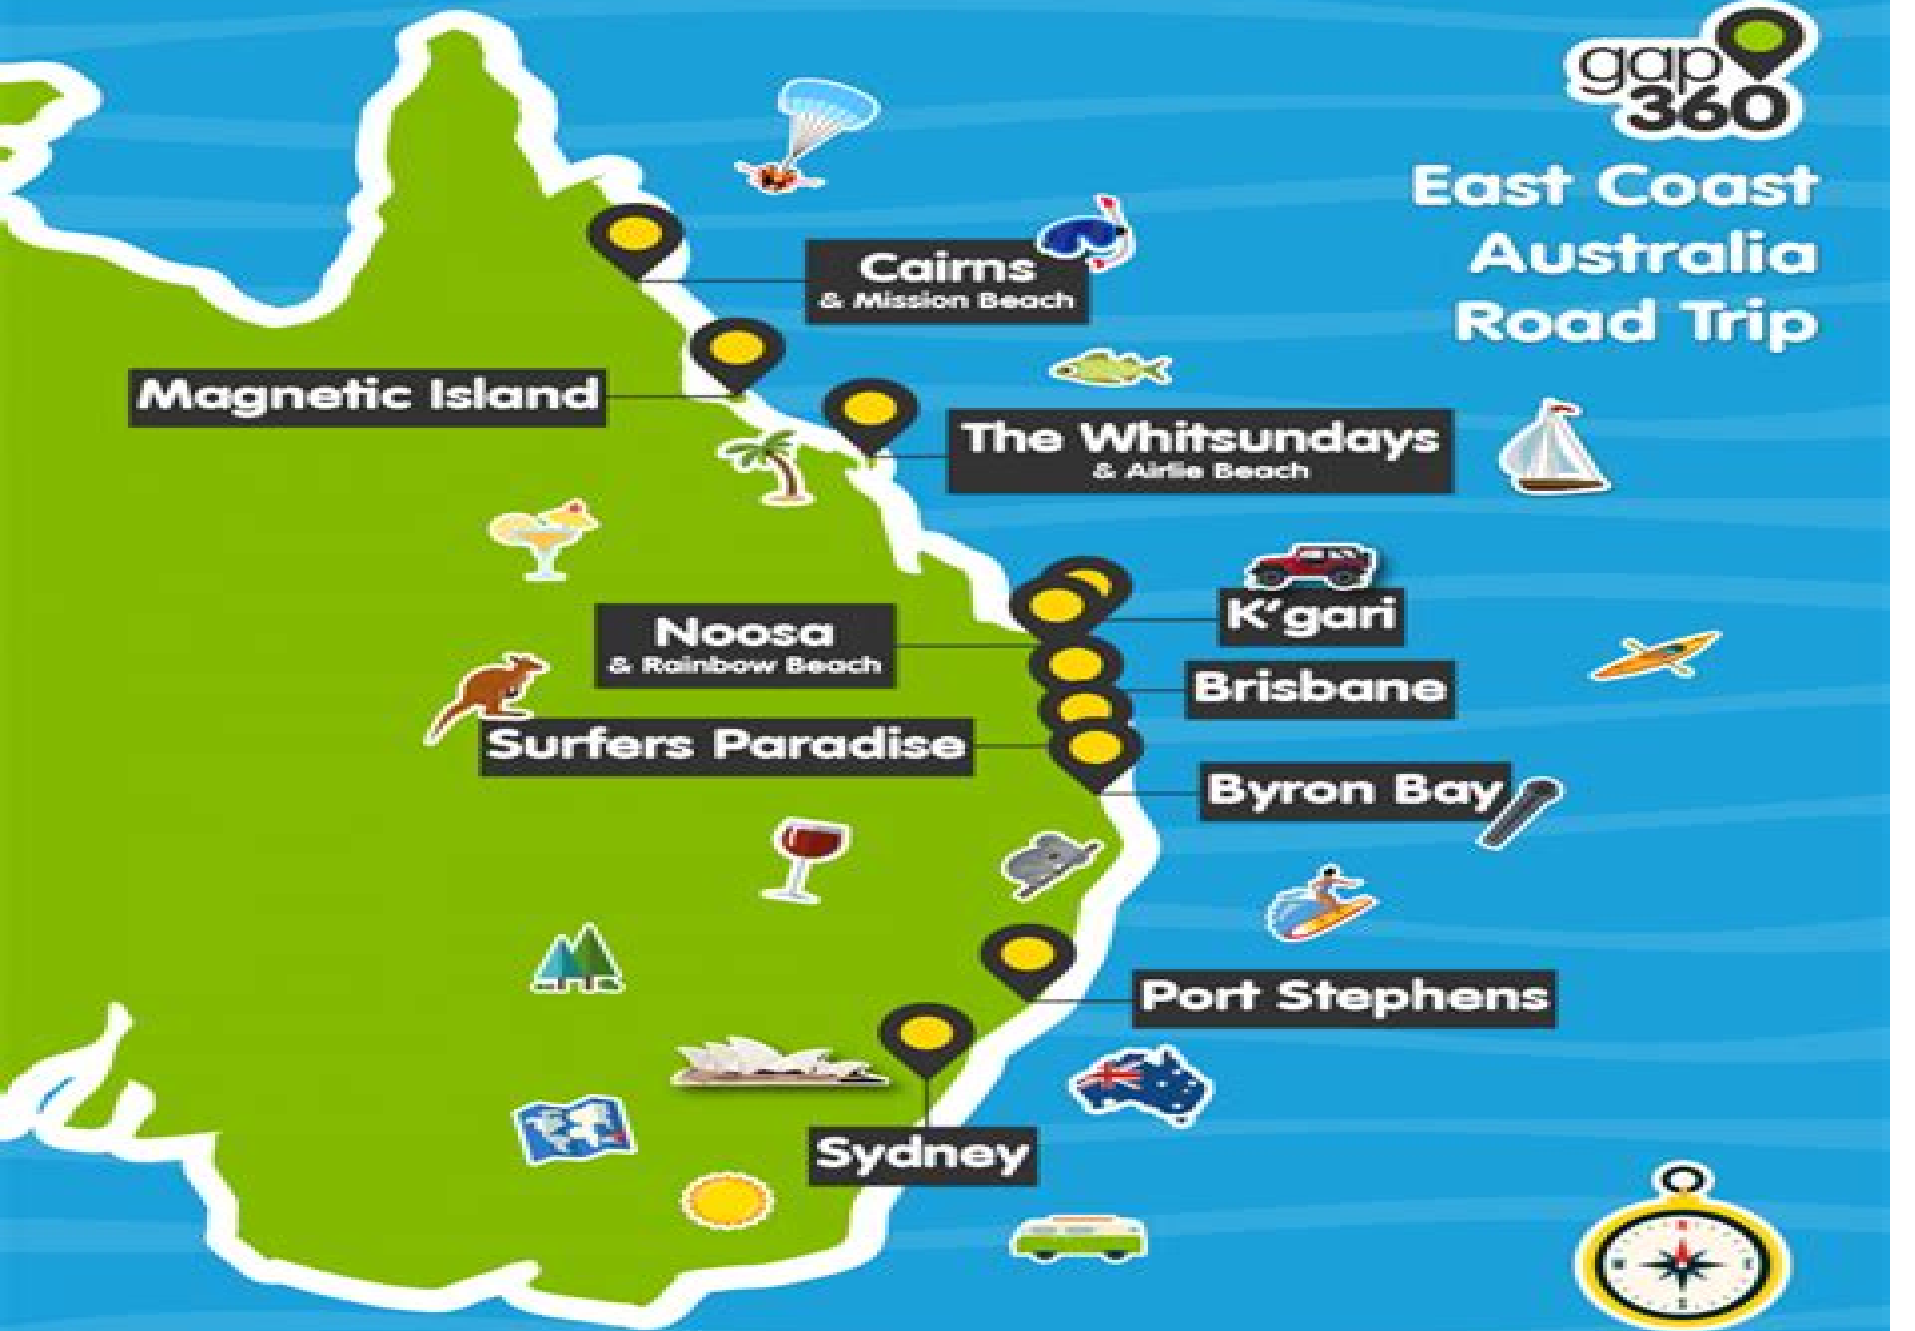 gap
360
East Coast
Australia
Road Trip
Cairns
& Mission Beach
Magnetic Island
The Whitsundays
& Airlie Beach
K'gari
Noosa
& Rainbow Beach
Brisbane
Surfers Paradise
Byron Bay
Port Stephens
Sydney